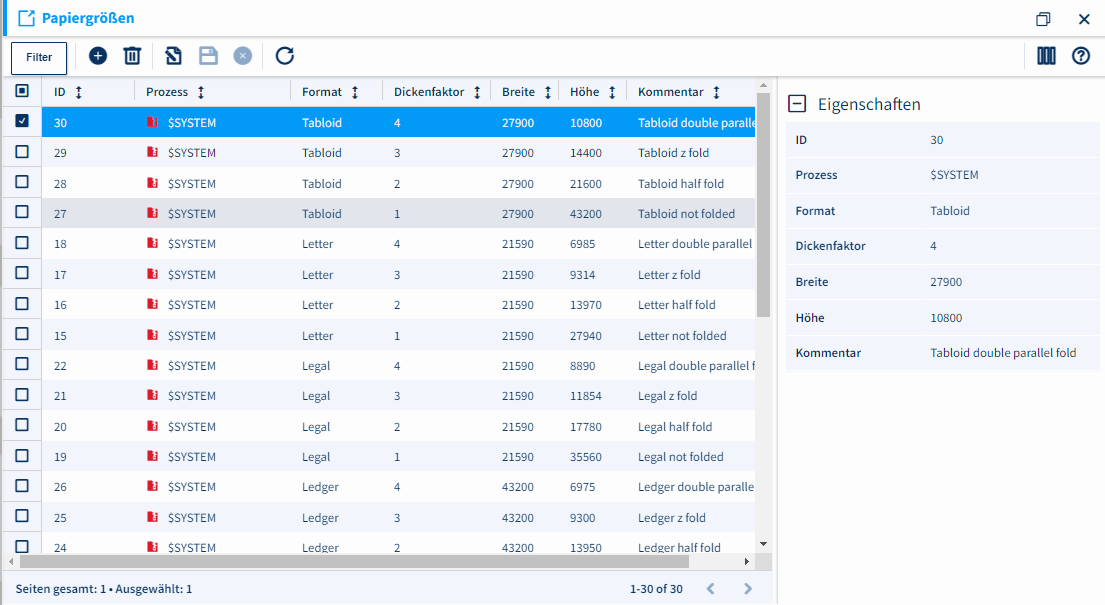 Papiergrößen
Filter
ID Prozess Format Dickenfaktor Breite Höhe Kommentar
30 $SYSTEM Tabloid 4 27900 10800 Tabloid double paralle
29 $SYSTEM Tabloid 3 27900 14400 Tabloid z fold
28 $SYSTEM Tabloid 2 27900 21600 Tabloid half fold
27 $SYSTEM Tabloid 1 27900 43200 Tabloid not folded
18 $SYSTEM Letter 4 21590 6985 Letter double parallel
17 $SYSTEM Letter 3 21590 9314 Letter z fold
16 $SYSTEM Letter 2 21590 13970 Letter half fold
15 $SYSTEM Letter 1 21590 27940 Letter not folded
22 $SYSTEM Legal 4 21590 8890 Legal double parallel f
21 $SYSTEM Legal 3 21590 11854 Legal z fold
20 $SYSTEM Legal 2 21590 17780 Legal half fold
19 $SYSTEM Legal 1 21590 35560 Legal not folded
26 $SYSTEM Ledger 4 43200 6975 Ledger double paralle
25 $SYSTEM Ledger 3 43200 9300 Ledger z fold
24 $SYSTEM Ledger 2 43200 13950 Ledger half fold
Seiten gesamt: 1 • Ausgewählt: 1
1-30 of 30
Eigenschaften
ID 30
Prozess $SYSTEM
Format Tabloid
Dickenfaktor 4
Breite 27900
Höhe 10800
Kommentar Tabloid double parallel fold